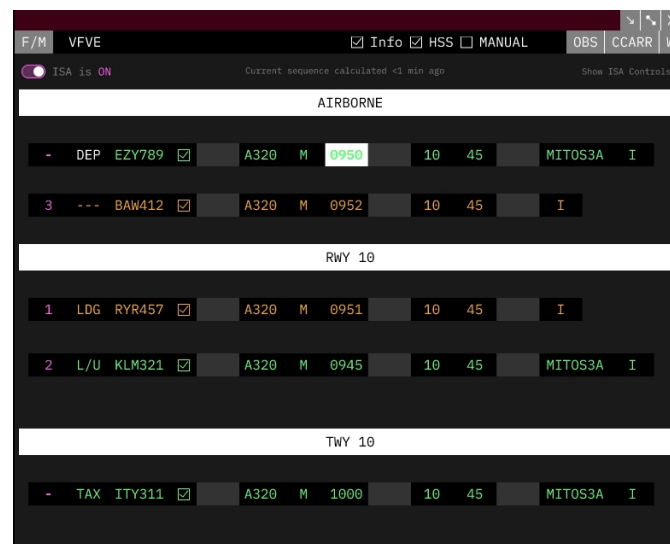 F/M VFVE ☑ Info ☑ HSS ☐ MANUAL OBS CCARR
ISA is ON Current sequence calculated <1 min ago Show ISA Controls
AIRBORNE
- DEP EZY789 ☑ A320 M 0950 10 45 MITOS3A I
3 --- BAW412 ☑ A320 M 0952 10 45 I
RWY 10
1 LDG RYR457 ☑ A320 M 0951 10 45 I
2 L/U KLM321 ☑ A320 M 0945 10 45 MITOS3A I
TWY 10
- TAX ITY311 ☑ A320 M 1000 10 45 MITOS3A I